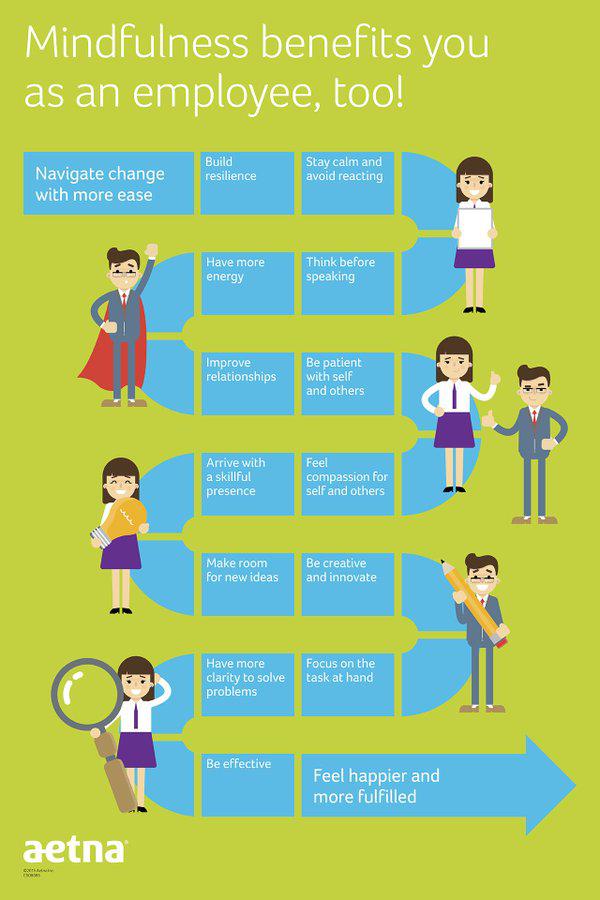 Mindfulness benefits you
as an employee, too!
Navigate change
with more ease
Build
resilience
Stay calm and
avoid reacting
Think before
speaking
Have more
energy
Improve
relationships
Be patient
with self
and others
Feel
compassion for
self and others
Arrive with
a skillful
presence
Make room
for new ideas
Be creative
and innovate
Focus on the
task at hand
Have more
clarity to solve
problems
Be effective
Feel happier and
more fulfilled
aetna